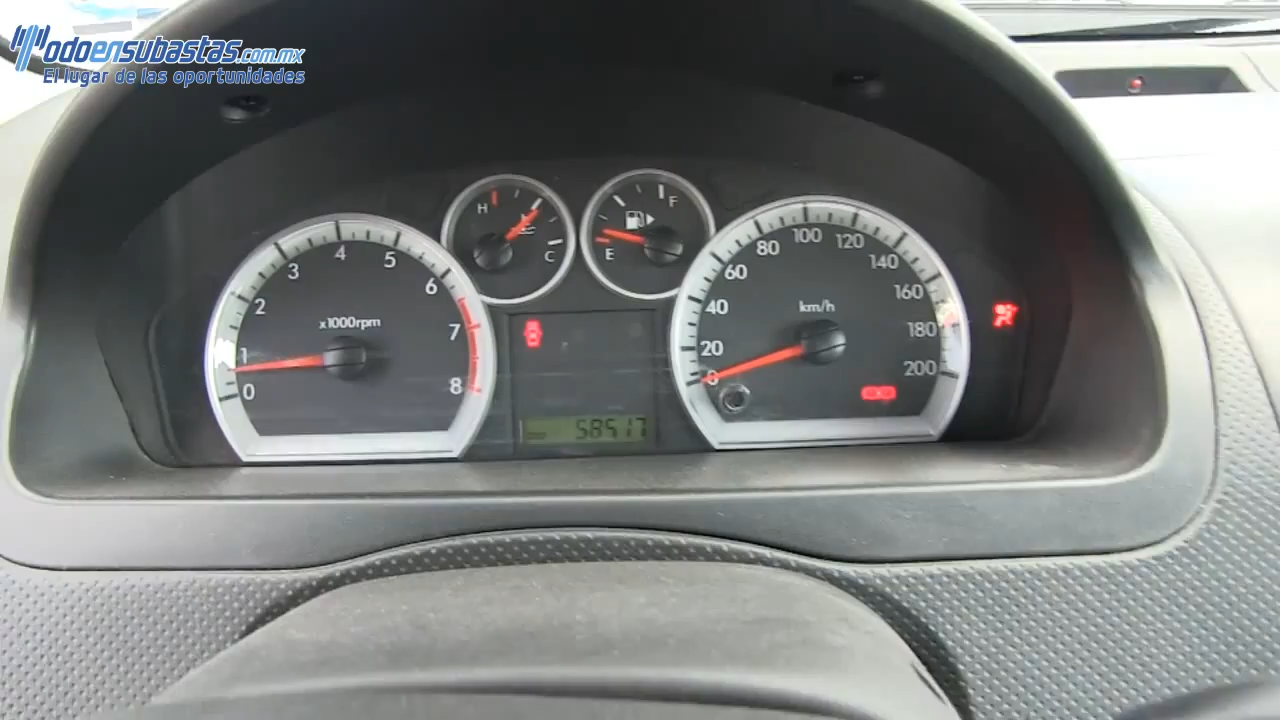 Todoensubastas.com.mx
El lugar de las oportunidades
0
1
2
3
4
5
6
7
8
x1000rpm
H
C
F
E
58517
0
20
40
60
80
100
120
140
160
180
200
km/h